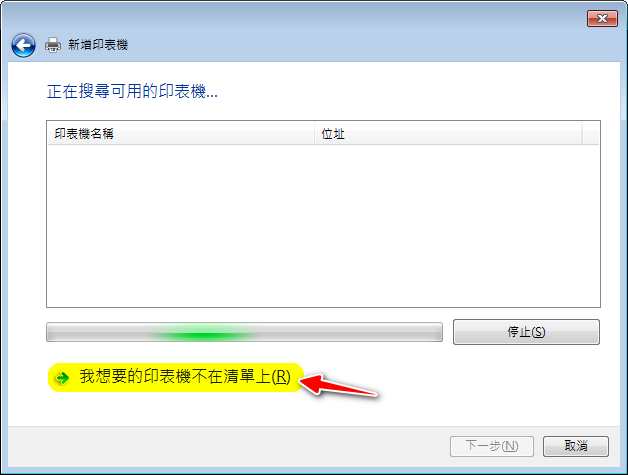 新增印表機
正在搜尋可用的印表機...
印表機名稱 位址
停止(S)
我想要的印表機不在清單上(R)
下一步(N) 取消